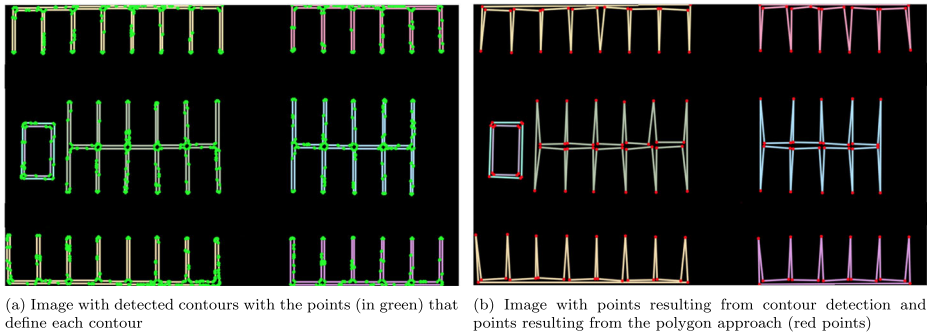 (a) Image with detected contours with the points (in green) that
define each contour
(b) Image with points resulting from contour detection and
points resulting from the polygon approach (red points)